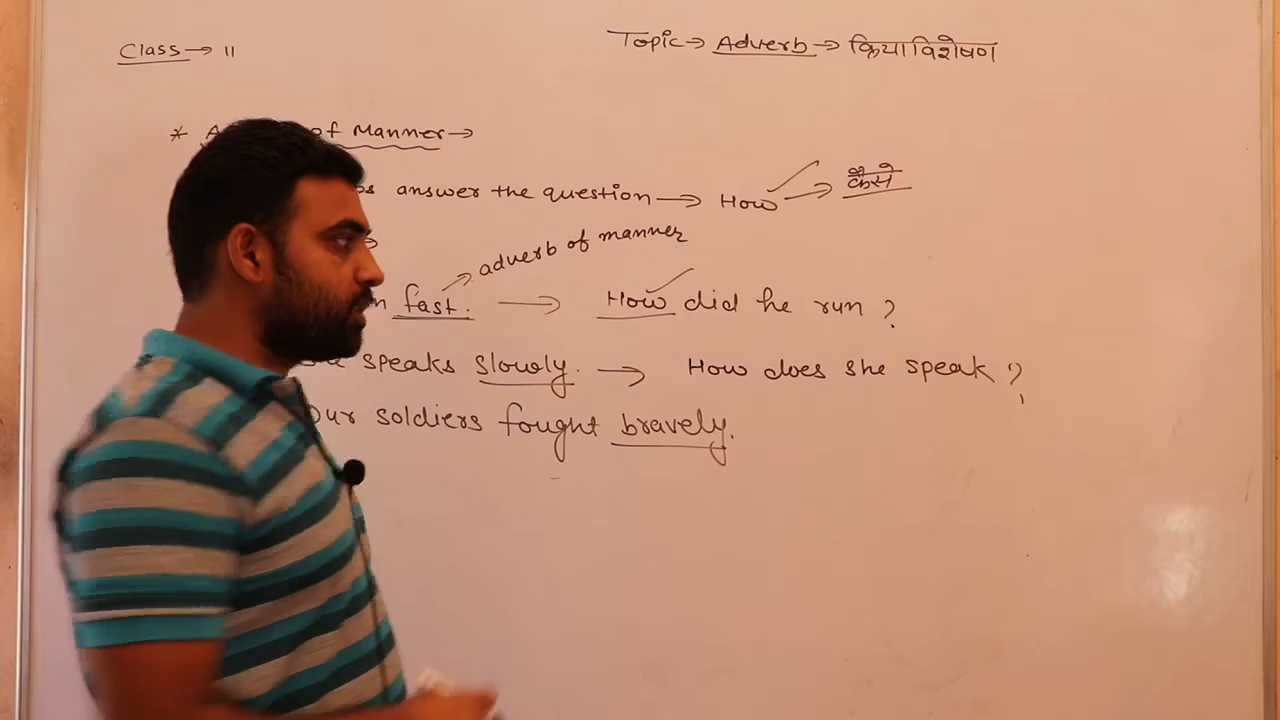 Class → 11
Topic → Adverb → क्रिया विशेषण
* of Manner →
answer the question → How → कैसे
adverb of manner
fast. → How did he run ?
speaks slowly. → How does she speak ?
Our soldiers fought bravely.